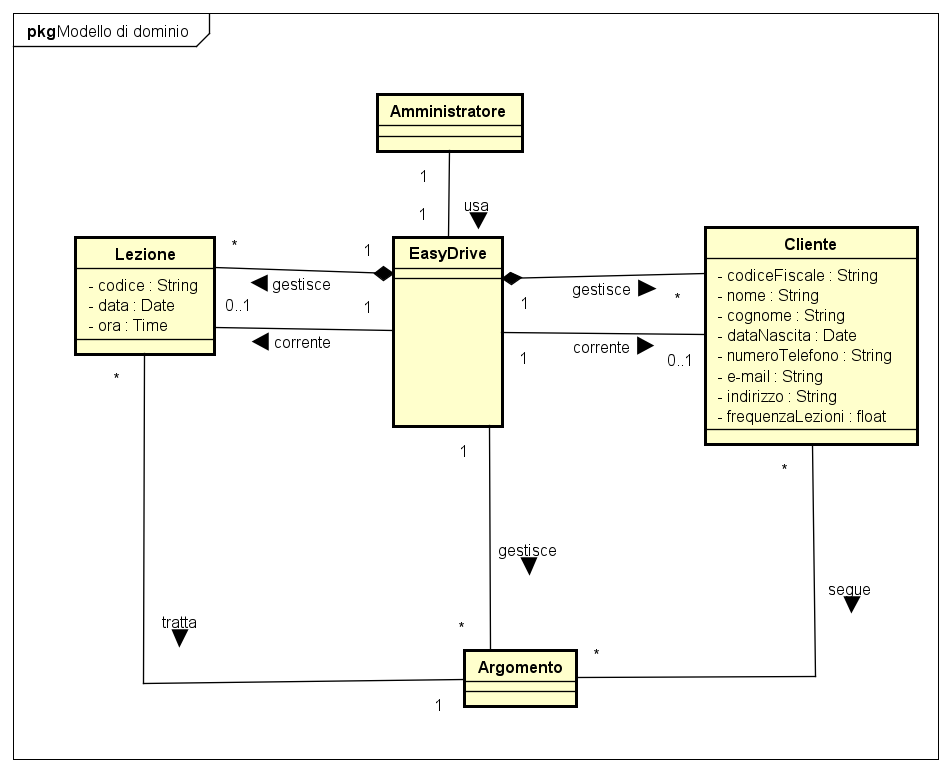 pkg Modello di dominio
Amministratore
1
1
usa
EasyDrive
Lezione
- codice : String
- data : Date
- ora : Time
Cliente
- codiceFiscale : String
- nome : String
- cognome : String
- dataNascita : Date
- numeroTelefono : String
- e-mail : String
- indirizzo : String
- frequenzaLezioni : float
*
1
gestisce
0..1
1
corrente
gestisce
1
*
corrente
1
0..1
*
1
*
gestisce
segue
tratta
*
*
Argomento
1